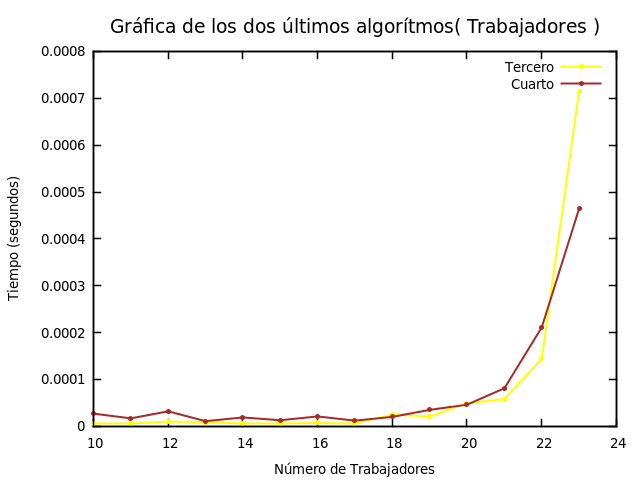 Gráfica de los dos últimos algorítmos( Trabajadores )
0.0008
0.0007
0.0006
0.0005
0.0004
0.0003
0.0002
0.0001
0
Tiempo (segundos)
Tercero
Cuarto
10 12 14 16 18 20 22 24
Número de Trabajadores